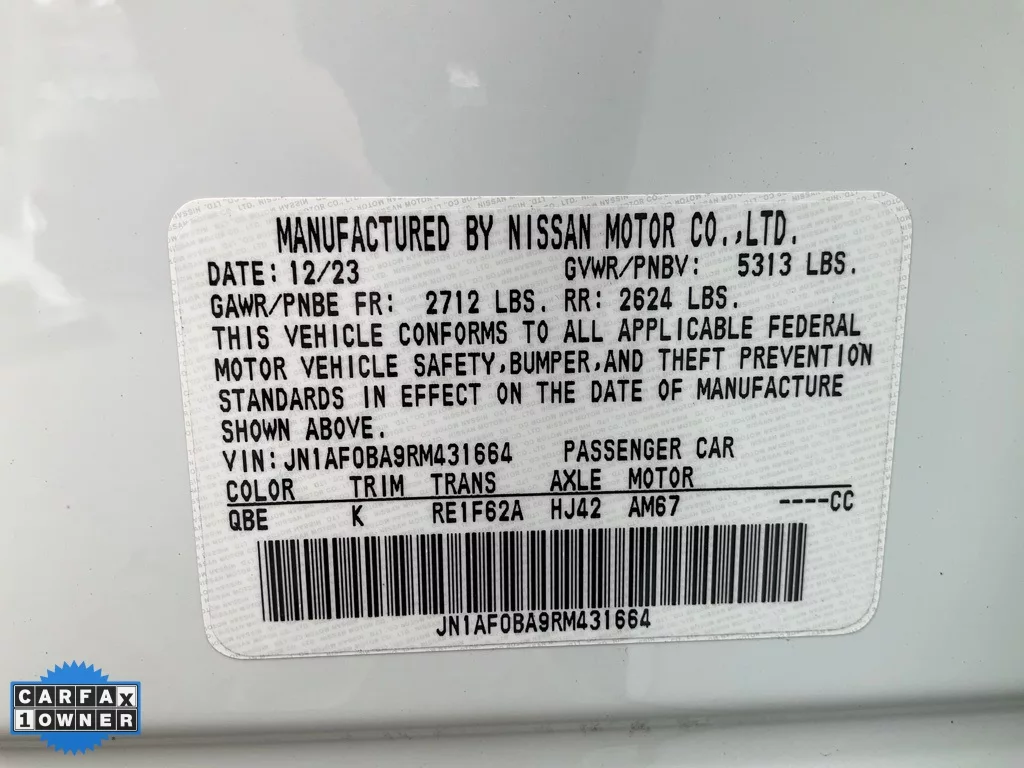 MANUFACTURED BY NISSAN MOTOR CO.,LTD.
DATE: 12/23 GVWR/PNBV: 5313 LBS.
GAWR/PNBE FR: 2712 LBS. RR: 2624 LBS.
THIS VEHICLE CONFORMS TO ALL APPLICABLE FEDERAL
MOTOR VEHICLE SAFETY,BUMPER,AND THEFT PREVENTION
STANDARDS IN EFFECT ON THE DATE OF MANUFACTURE
SHOWN ABOVE.
VIN: JN1AF0BA9RM431664 PASSENGER CAR
COLOR TRIM TRANS AXLE MOTOR
QBE K RE1F62A HJ42 AM67 ----CC
JN1AF0BA9RM431664
CARFAX
1 OWNER